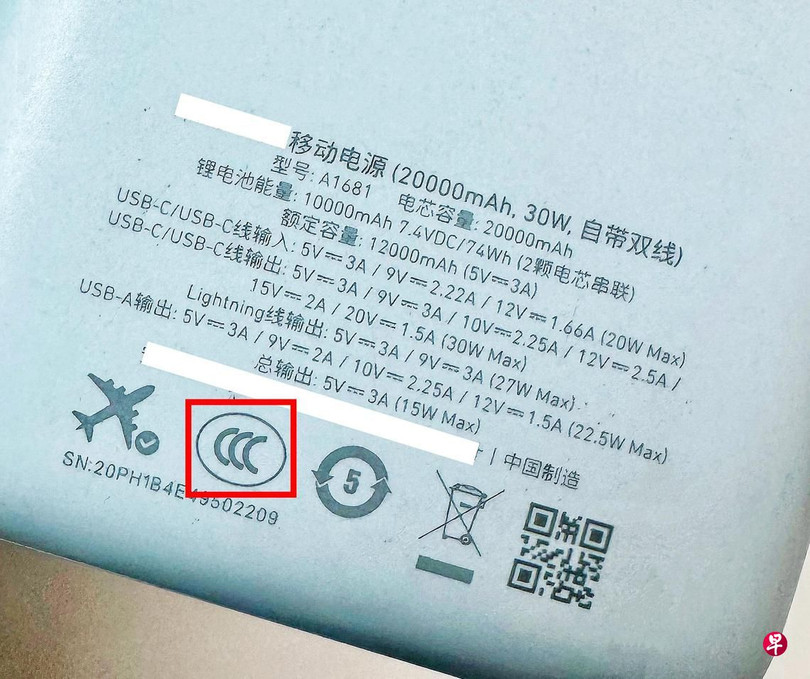 移动电源 (20000mAh, 30W, 自带双线)
型号: A1681 电芯容量: 20000mAh
锂电池能量: 10000mAh 7.4VDC/74Wh (2颗电芯串联)
额定容量: 12000mAh (5V⎓3A)
USB-C/USB-C线输入: 5V⎓3A / 9V⎓2.22A / 12V⎓1.66A (20W Max)
USB-C/USB-C线输出: 5V⎓3A / 9V⎓3A / 10V⎓2.25A / 12V⎓2.5A /
15V⎓2A / 20V⎓1.5A (30W Max)
Lightning线输出: 5V⎓3A / 9V⎓3A (27W Max)
USB-A输出: 5V⎓3A / 9V⎓2A / 10V⎓2.25A / 12V⎓1.5A (22.5W Max)
总输出: 5V⎓3A (15W Max)
| 中国制造
CCC
5
SN:20PH1B4E49502209
早